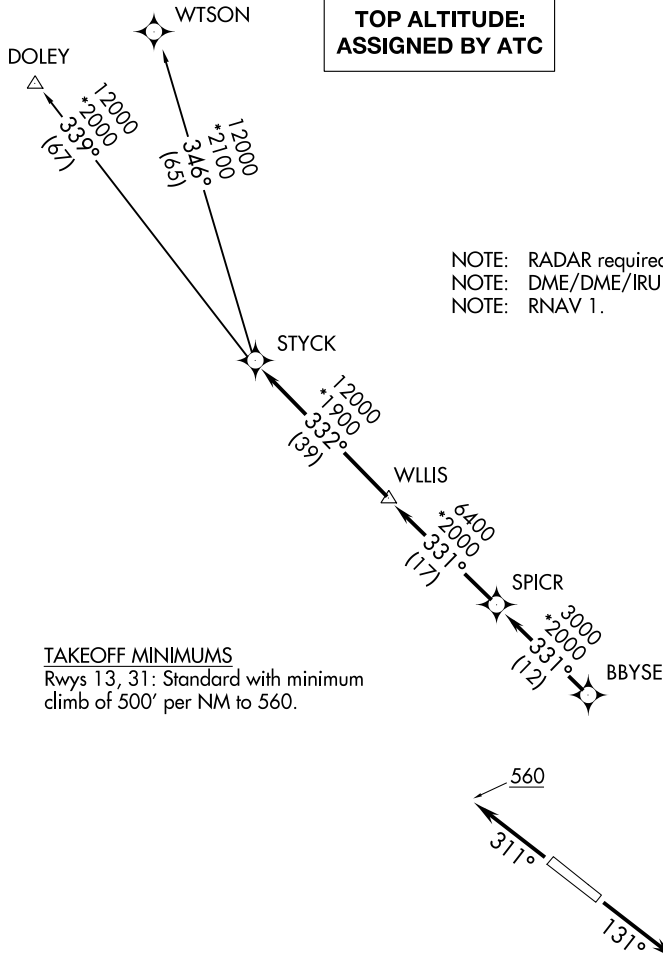 TOP ALTITUDE:
ASSIGNED BY ATC
WTSON
DOLEY
12000
*2000
339°
(67)
12000
*2100
346°
(65)
NOTE: RADAR required
NOTE: DME/DME/IRU
NOTE: RNAV 1.
STYCK
12000
*1900
332°
(39)
WLLIS
6400
*2000
331°
(17)
SPICR
3000
*2000
331°
(12)
BBYSE
TAKEOFF MINIMUMS
Rwys 13, 31: Standard with minimum
climb of 500' per NM to 560.
560
311°
131°